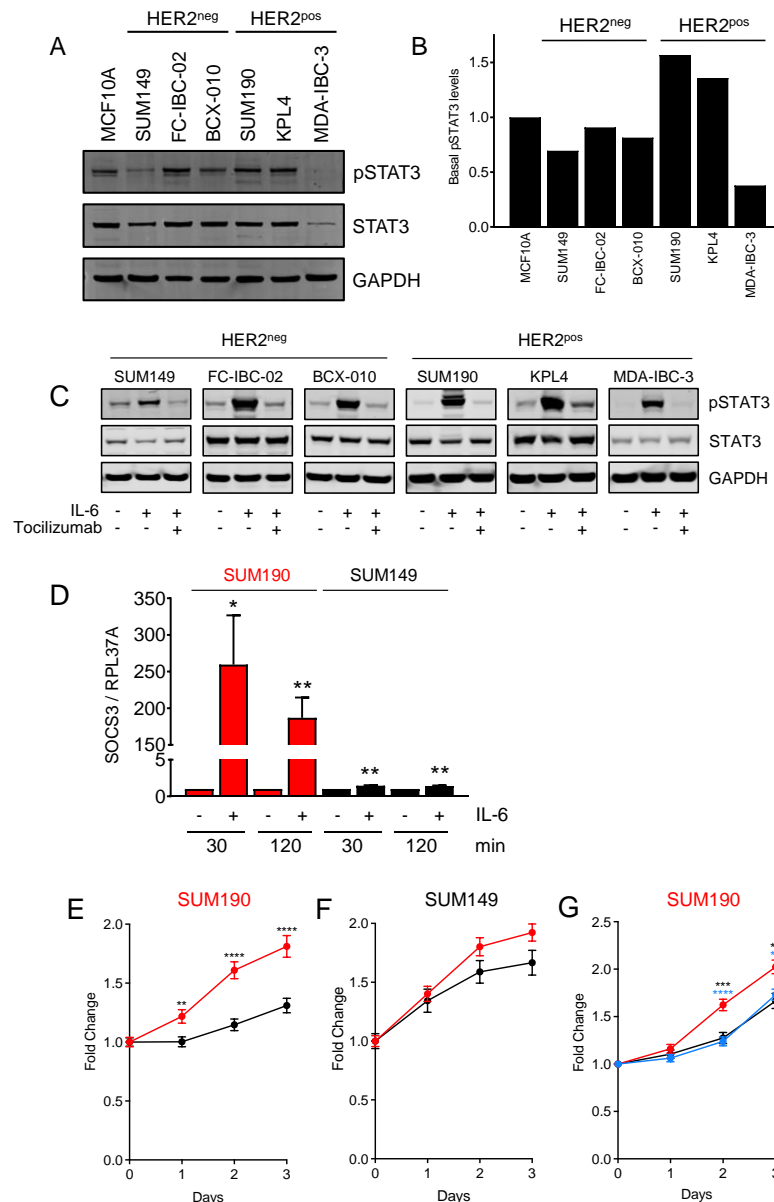 A
HER2neg HER2pos
MCF10A SUM149 FC-IBC-02 BCX-010 SUM190 KPL4 MDA-IBC-3
pSTAT3
STAT3
GAPDH
B
HER2neg HER2pos
Basal pSTAT3 levels
1.5
1.0
0.5
0.0
MCF10A SUM149 FC-IBC-02 BCX-010 SUM190 KPL4 MDA-IBC-3
C
HER2neg HER2pos
SUM149 FC-IBC-02 BCX-010 SUM190 KPL4 MDA-IBC-3
pSTAT3
STAT3
GAPDH
IL-6 - + + - + + - + + - + + - + + - + +
Tocilizumab - - + - - + - - + - - + - - + - - +
D
SUM190 SUM149
SOCS3 / RPL37A
350
300
250
200
150
100
50
5
0
* ** ** **
- + - + - + - + IL-6
30 120 30 120 min
E
SUM190
Fold Change
2.0
1.5
1.0
0.5
0.0
** **** ****
0 1 2 3
Days
F
SUM149
Fold Change
2.0
1.5
1.0
0.5
0.0
0 1 2 3
Days
G
SUM190
Fold Change
2.5
2.0
1.5
1.0
0.5
0.0
***
****
*
*
0 1 2 3
Days